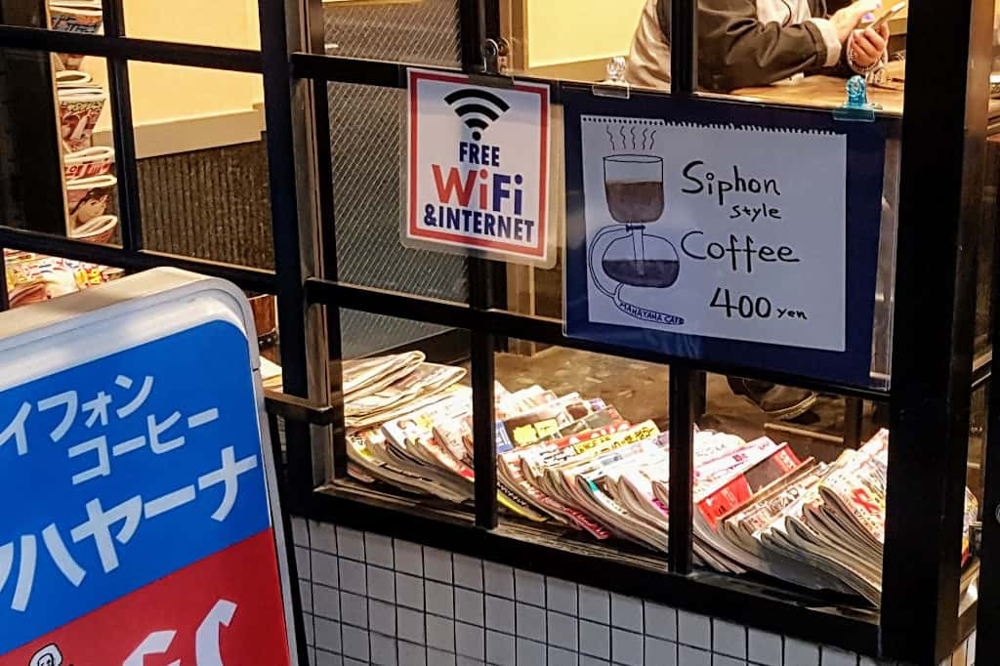 FREE
WiFi
&INTERNET
Siphon
style
Coffee
400 yen
MAHAYANA CAFE
イフォン
コーヒー
ハヤーナ